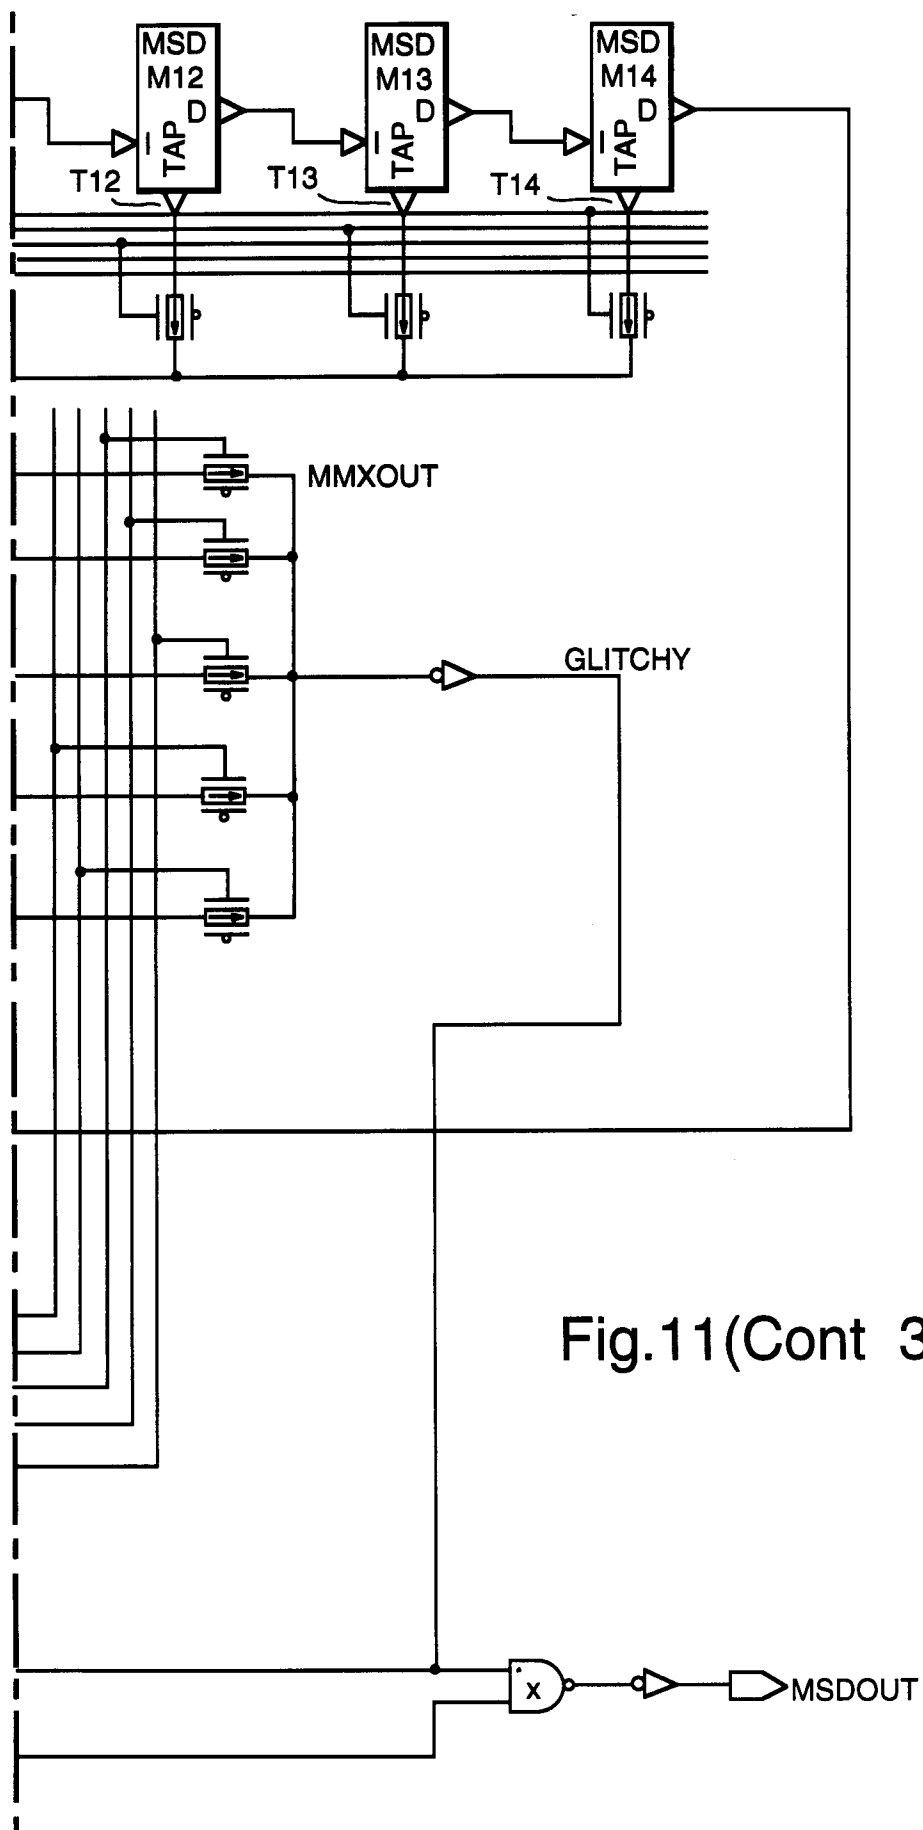 MSD
M12
D
I
TAP
T12
MSD
M13
D
I
TAP
T13
MSD
M14
D
I
TAP
T14
MMXOUT
GLITCHY
Fig.11(Cont 3
X
MSDOUT